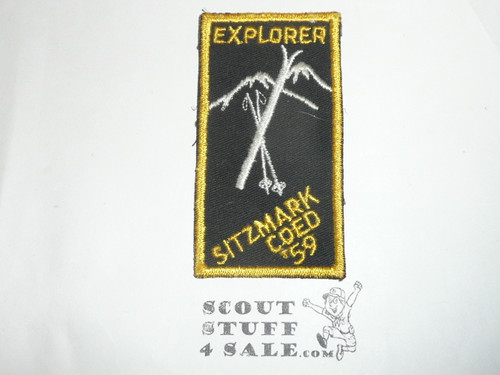 EXPLORER
SITZMARK
COED
'59
SCOUT
STUFF
4 SALE.com